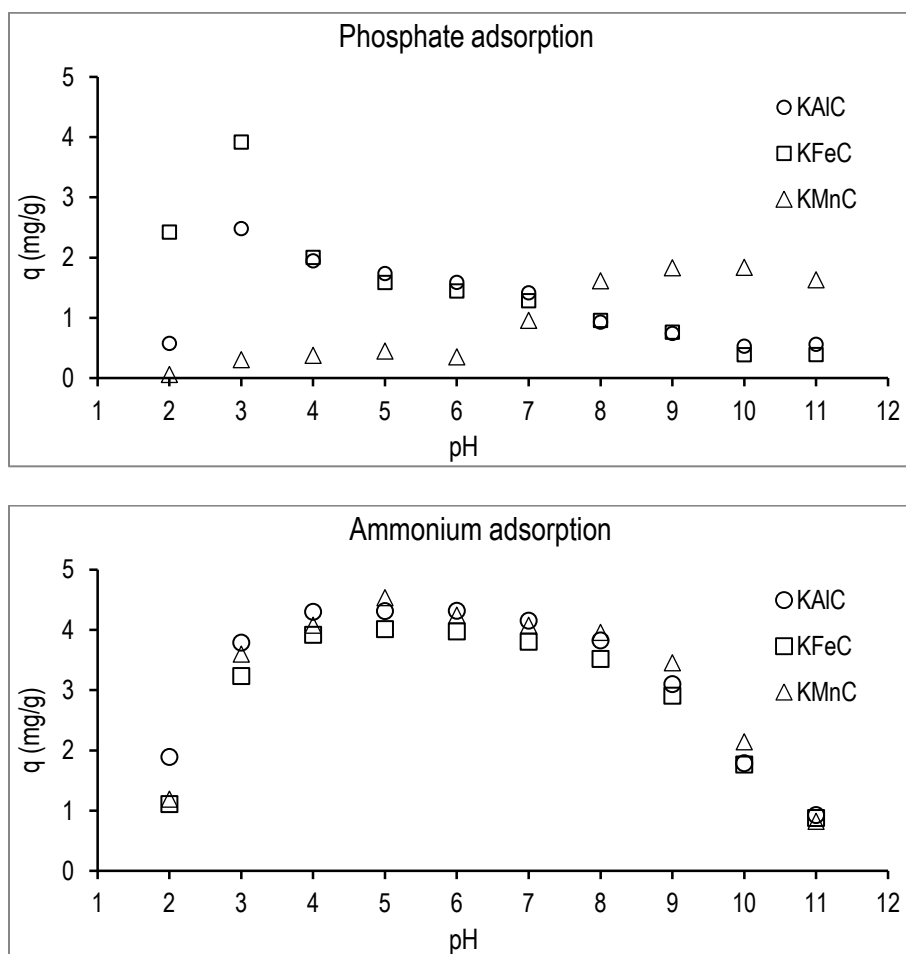 Phosphate adsorption
5
4
3
2
1
0
q (mg/g)
KAlC
KFeC
KMnC
1 2 3 4 5 6 7 8 9 10 11 12
pH
Ammonium adsorption
5
4
3
2
1
0
q (mg/g)
KAlC
KFeC
KMnC
1 2 3 4 5 6 7 8 9 10 11 12
pH